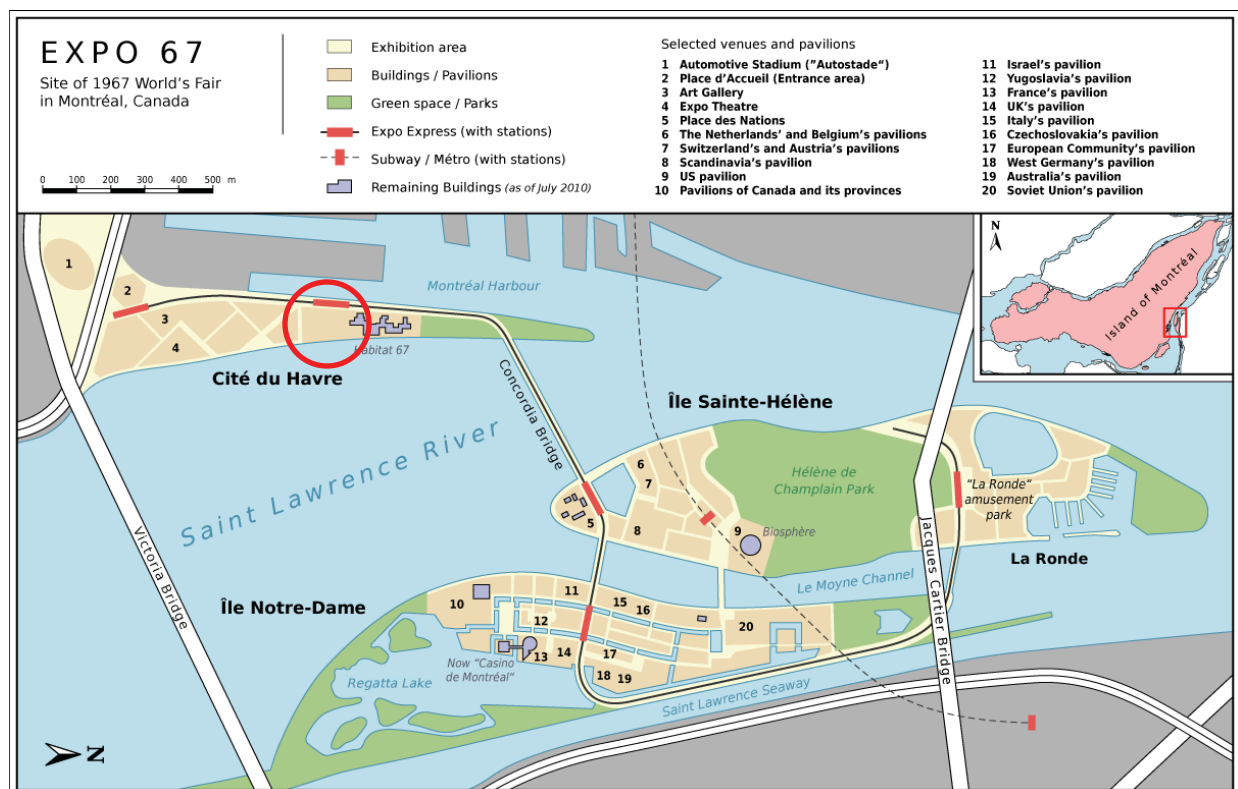 EXPO 67
Site of 1967 World's Fair
in Montréal, Canada
0 100 200 300 400 500 m
Exhibition area
Buildings / Pavilions
Green space / Parks
Expo Express (with stations)
Subway / Métro (with stations)
Remaining Buildings (as of July 2010)
Selected venues and pavilions
1 Automotive Stadium ("Autostade")
2 Place d'Accueil (Entrance area)
3 Art Gallery
4 Expo Theatre
5 Place des Nations
6 The Netherlands' and Belgium's pavilions
7 Switzerland's and Austria's pavilions
8 Scandinavia's pavilion
9 US pavilion
10 Pavilions of Canada and its provinces
11 Israel's pavilion
12 Yugoslavia's pavilion
13 France's pavilion
14 UK's pavilion
15 Italy's pavilion
16 Czechoslovakia's pavilion
17 European Community's pavilion
18 West Germany's pavilion
19 Australia's pavilion
20 Soviet Union's pavilion
N
Island of Montréal
1
2
3
4
Montréal Harbour
Habitat 67
Cité du Havre
Concordia Bridge
Saint Lawrence River
Victoria Bridge
Île Sainte-Hélène
6
7
5
8
9
Biosphère
Hélène de
Champlain Park
"La Ronde"
amusement
park
Jacques Cartier Bridge
La Ronde
Le Moyne Channel
Île Notre-Dame
10
11
15
16
12
20
13
14
17
18
19
Now "Casino
de Montréal"
Regatta Lake
Saint Lawrence Seaway
N